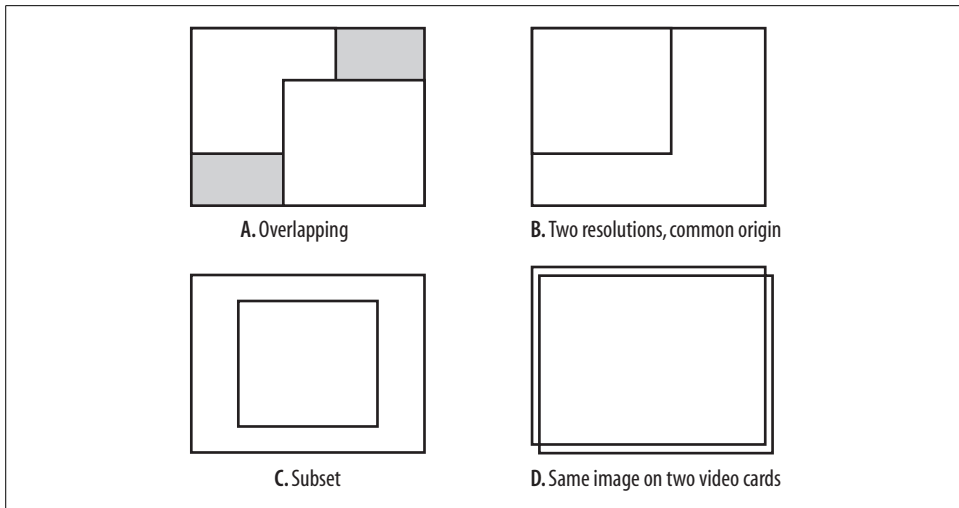 A. Overlapping
B. Two resolutions, common origin
C. Subset
D. Same image on two video cards